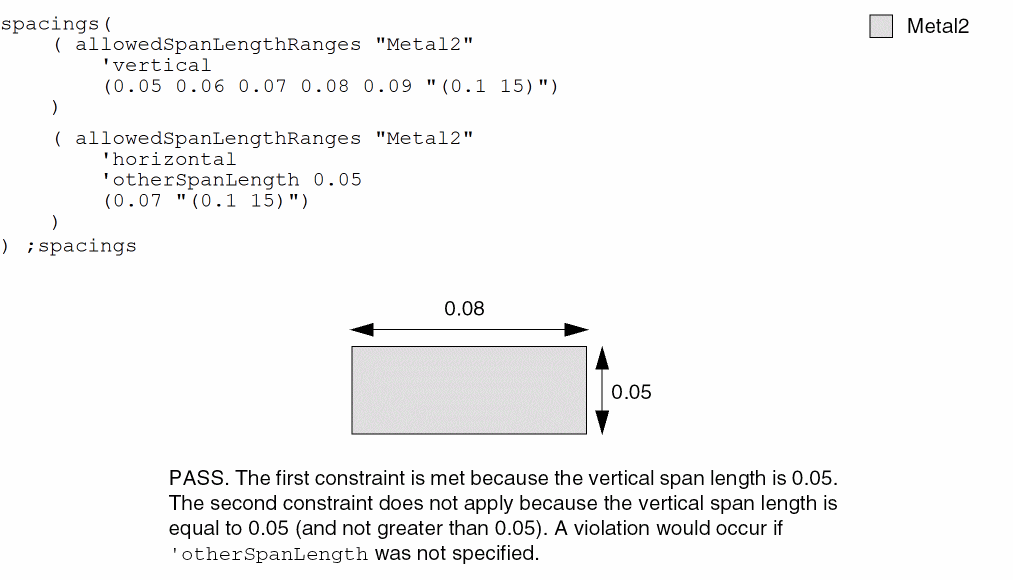 spacings(
( allowedSpanLengthRanges "Metal2"
'vertical
(0.05 0.06 0.07 0.08 0.09 "(0.1 15)")
)
( allowedSpanLengthRanges "Metal2"
'horizontal
'otherSpanLength 0.05
(0.07 "(0.1 15)")
)
) ;spacings
Metal2
0.08
0.05
PASS. The first constraint is met because the vertical span length is 0.05.
The second constraint does not apply because the vertical span length is
equal to 0.05 (and not greater than 0.05). A violation would occur if
'otherSpanLength was not specified.